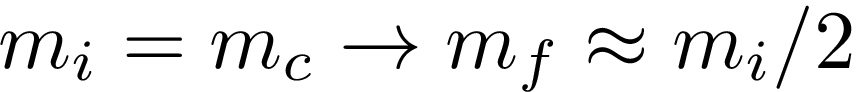 m_i = m_c → m_f ≈ m_i/2